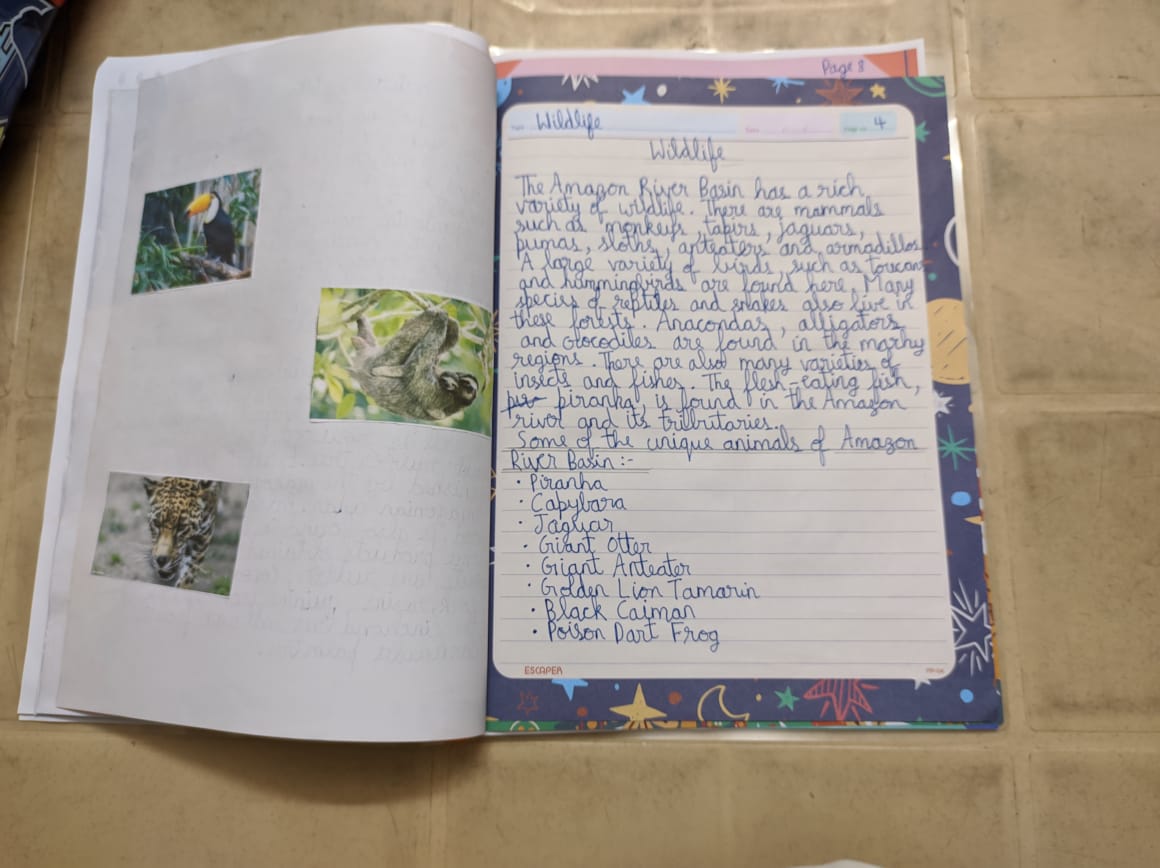 Page 8
Wildlife
4
Wildlife
The Amazon River Basin has a rich
variety of wildlife. There are mammals
such as monkeys, tapirs, jaguars,
pumas, sloths, anteaters and armadillos.
A large variety of birds, such as toucans
and hummingbirds are found here. Many
species of reptiles and snakes also live in
these forests. Anacondas, alligators
and crocodiles are found in the marhy
regions. There are also many varieties of
insects and fishes. The flesh-eating fish,
piranha, is found in the Amazon
river and its tributaries.
Some of the unique animals of Amazon
River Basin :-
• Piranha
• Capybara
• Jaguar
• Giant Otter
• Giant Anteater
• Golden Lion Tamarin
• Black Caiman
• Poison Dart Frog
ESCAPER